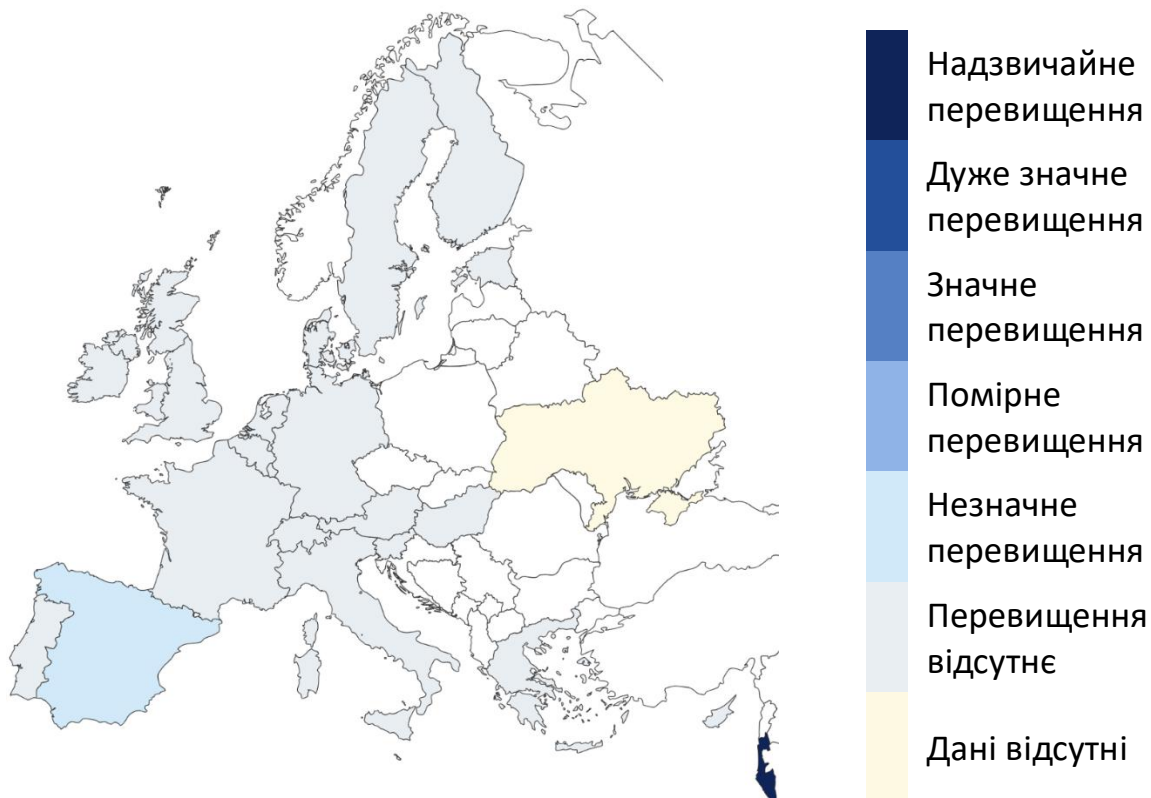 Надзвичайне
перевищення
Дуже значне
перевищення
Значне
перевищення
Помірне
перевищення
Незначне
перевищення
Перевищення
відсутнє
Дані відсутні